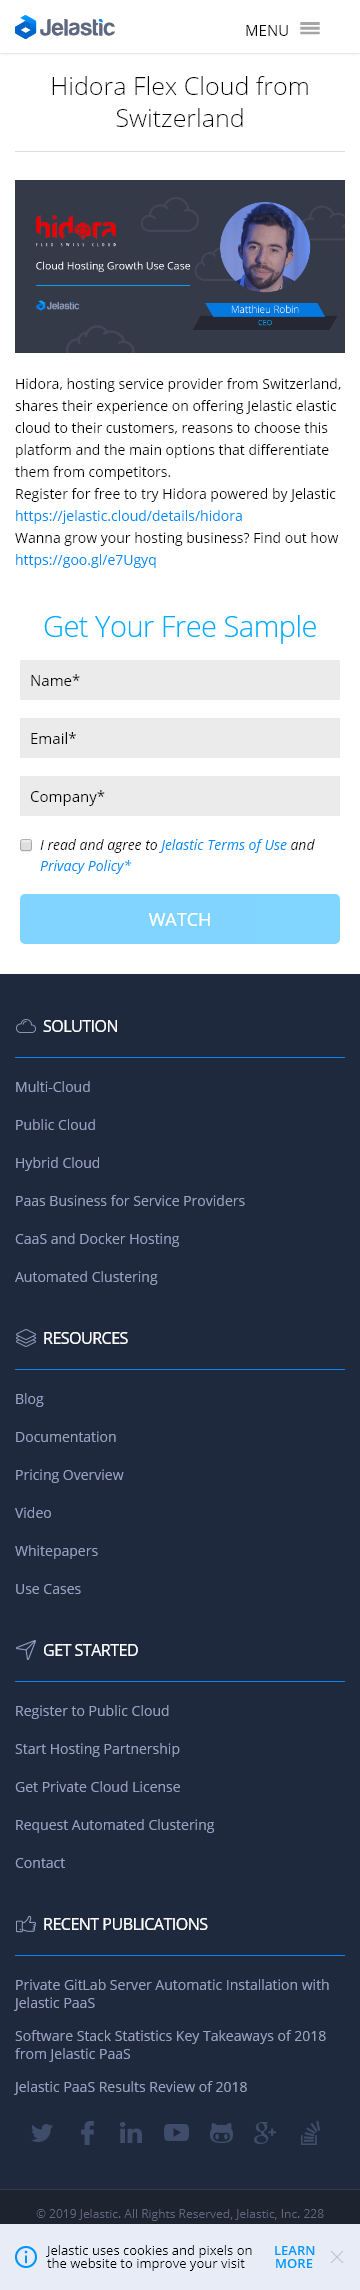 Jelastic
MENU
Hidora Flex Cloud from
Switzerland
hidora
FLEX SWISS CLOUD
Cloud Hosting Growth Use Case
Jelastic
Matthieu Robin
CEO
Hidora, hosting service provider from Switzerland,
shares their experience on offering Jelastic elastic
cloud to their customers, reasons to choose this
platform and the main options that differentiate
them from competitors.
Register for free to try Hidora powered by Jelastic
https://jelastic.cloud/details/hidora
Wanna grow your hosting business? Find out how
https://goo.gl/e7Ugyq
Get Your Free Sample
Name*
Email*
Company*
I read and agree to Jelastic Terms of Use and
Privacy Policy*
WATCH
SOLUTION
Multi-Cloud
Public Cloud
Hybrid Cloud
Paas Business for Service Providers
CaaS and Docker Hosting
Automated Clustering
RESOURCES
Blog
Documentation
Pricing Overview
Video
Whitepapers
Use Cases
GET STARTED
Register to Public Cloud
Start Hosting Partnership
Get Private Cloud License
Request Automated Clustering
Contact
RECENT PUBLICATIONS
Private GitLab Server Automatic Installation with
Jelastic PaaS
Software Stack Statistics Key Takeaways of 2018
from Jelastic PaaS
Jelastic PaaS Results Review of 2018
© 2019 Jelastic. All Rights Reserved, Jelastic, Inc. 228
Jelastic uses cookies and pixels on
the website to improve your visit
LEARN
MORE